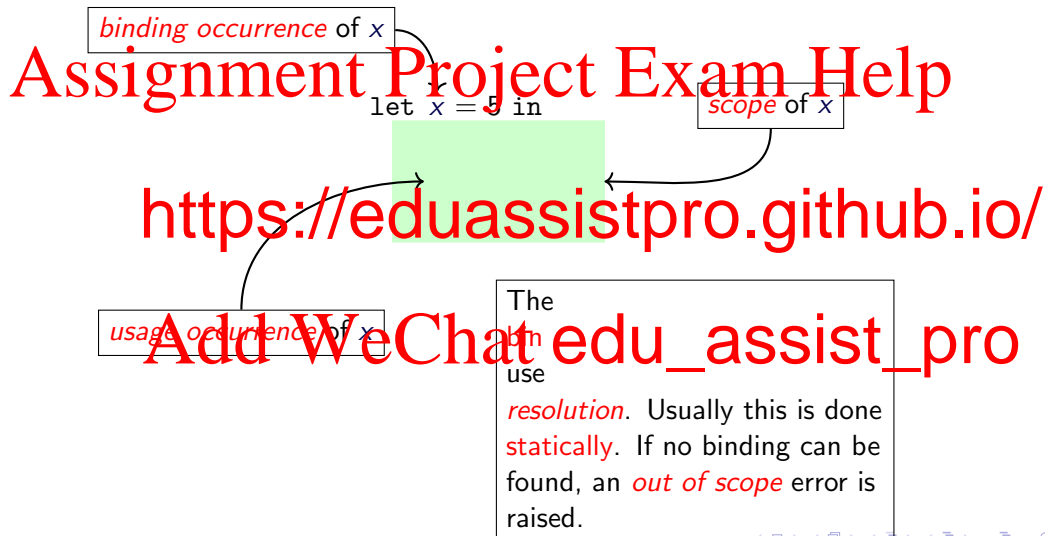 binding occurrence of x
Assignment Project Exam Help
let x = 5 in
scope of x
https://eduassistpro.github.io/
The
usage occurrence of x
Add WeChat edu_assist_pro
bin
use
resolution. Usually this is done
statically. If no binding can be
found, an out of scope error is
raised.